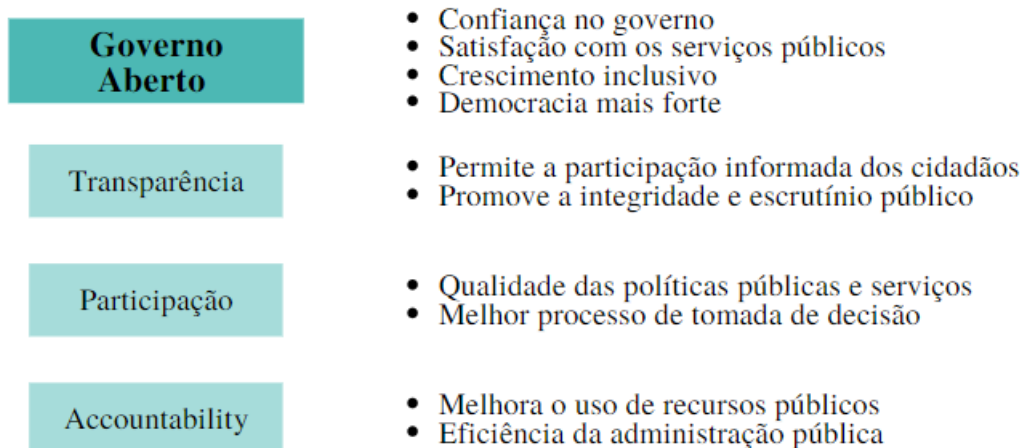 Governo
Aberto
• Confiança no governo
• Satisfação com os serviços públicos
• Crescimento inclusivo
• Democracia mais forte
Transparência
• Permite a participação informada dos cidadãos
• Promove a integridade e escrutínio público
Participação
• Qualidade das políticas públicas e serviços
• Melhor processo de tomada de decisão
Accountability
• Melhora o uso de recursos públicos
• Eficiência da administração pública